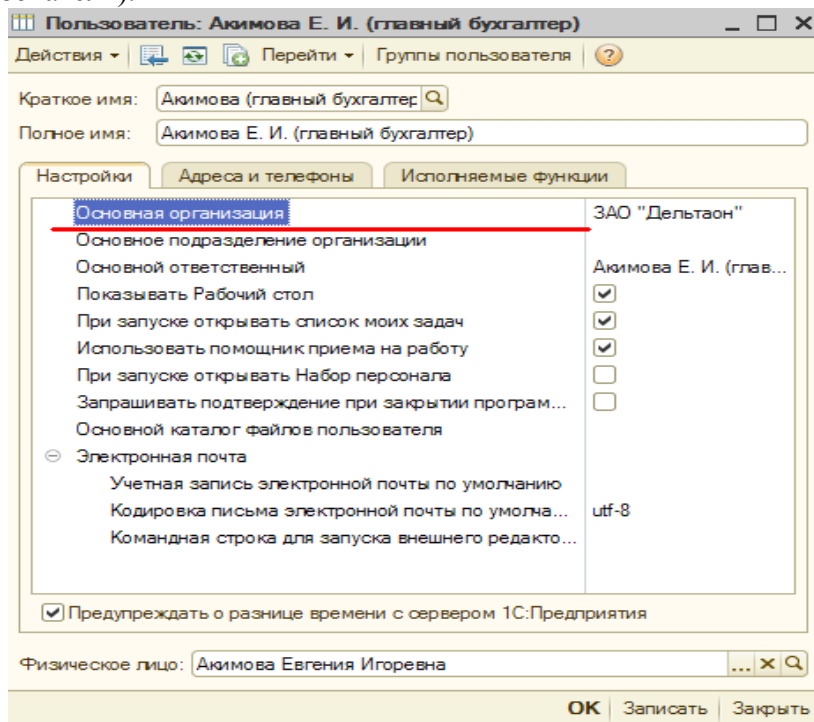 Пользователь: Акимова Е. И. (главный бухгалтер)
Действия Перейти Группы пользователя
Краткое имя: Акимова (главный бухгалтер
Полное имя: Акимова Е. И. (главный бухгалтер)
Настройки Адреса и телефоны Исполняемые функции
Основная организация ЗАО "Дельтаон"
Основное подразделение организации
Основной ответственный Акимова Е. И. (глав...
Показывать Рабочий стол
При запуске открывать список моих задач
Использовать помощник приема на работу
При запуске открывать Набор персонала
Запрашивать подтверждение при закрытии програм...
Основной каталог файлов пользователя
Электронная почта
Учетная запись электронной почты по умолчанию
Кодировка письма электронной почты по умолча... utf-8
Командная строка для запуска внешнего редакто...
Предупреждать о разнице времени с сервером 1С:Предприятия
Физическое лицо: Акимова Евгения Игоревна ...
OK Записать Закрыть